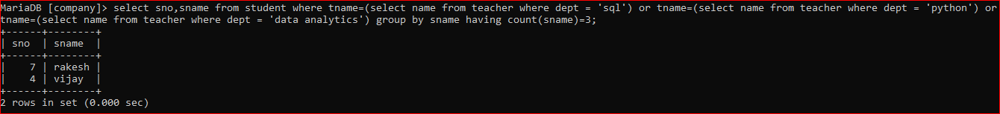 MariaDB [company]> select sno,sname from student where tname=(select name from teacher where dept = 'sql') or tname=(select name from teacher where dept = 'python') or
tname=(select name from teacher where dept = 'data analytics') group by sname having count(sname)=3;
+------+--------+
| sno  | sname  |
+------+--------+
|    7 | rakesh |
|    4 | vijay  |
+------+--------+
2 rows in set (0.000 sec)